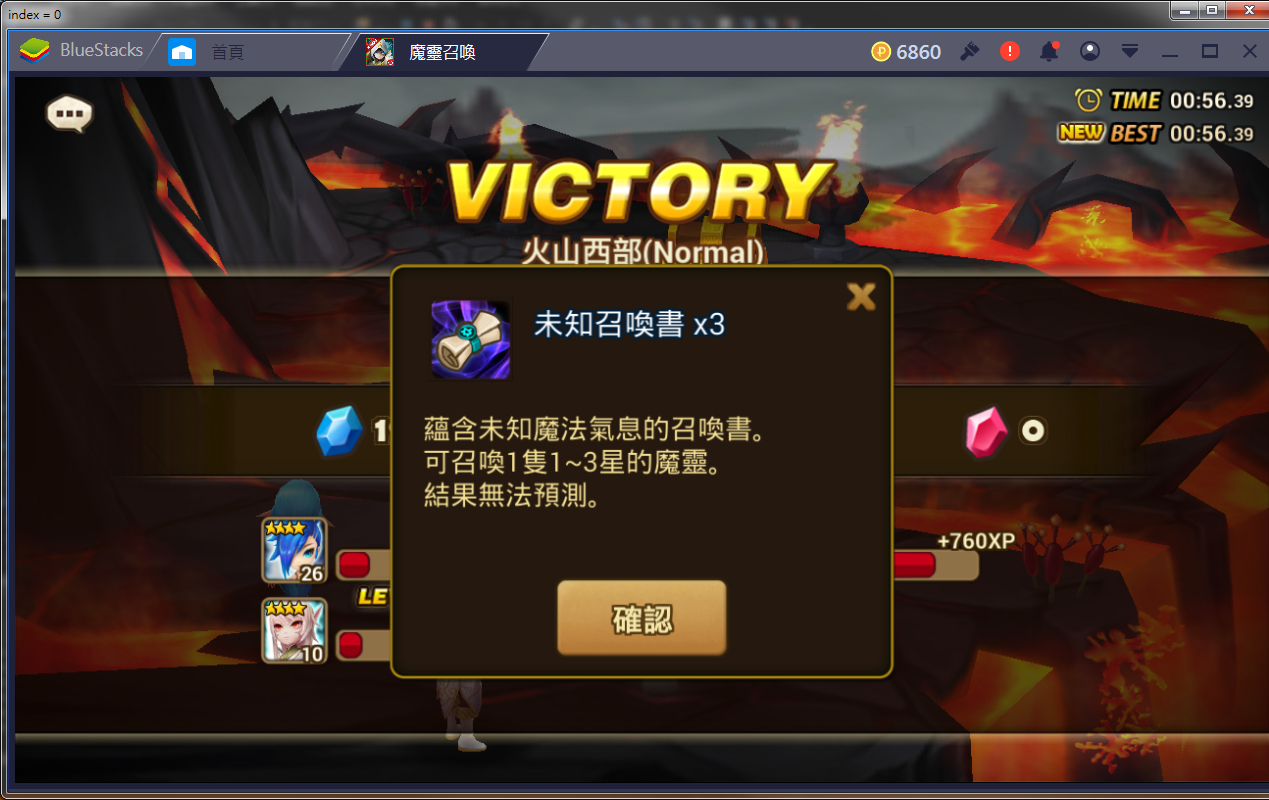 index = 0
BlueStacks
首頁
魔靈召喚
P 6860
TIME 00:56.39
NEW BEST 00:56.39
VICTORY
火山西部(Normal)
未知召喚書 x3
蘊含未知魔法氣息的召喚書。
可召喚1隻1~3星的魔靈。
結果無法預測。
0
+760XP
26
LE
10
確認